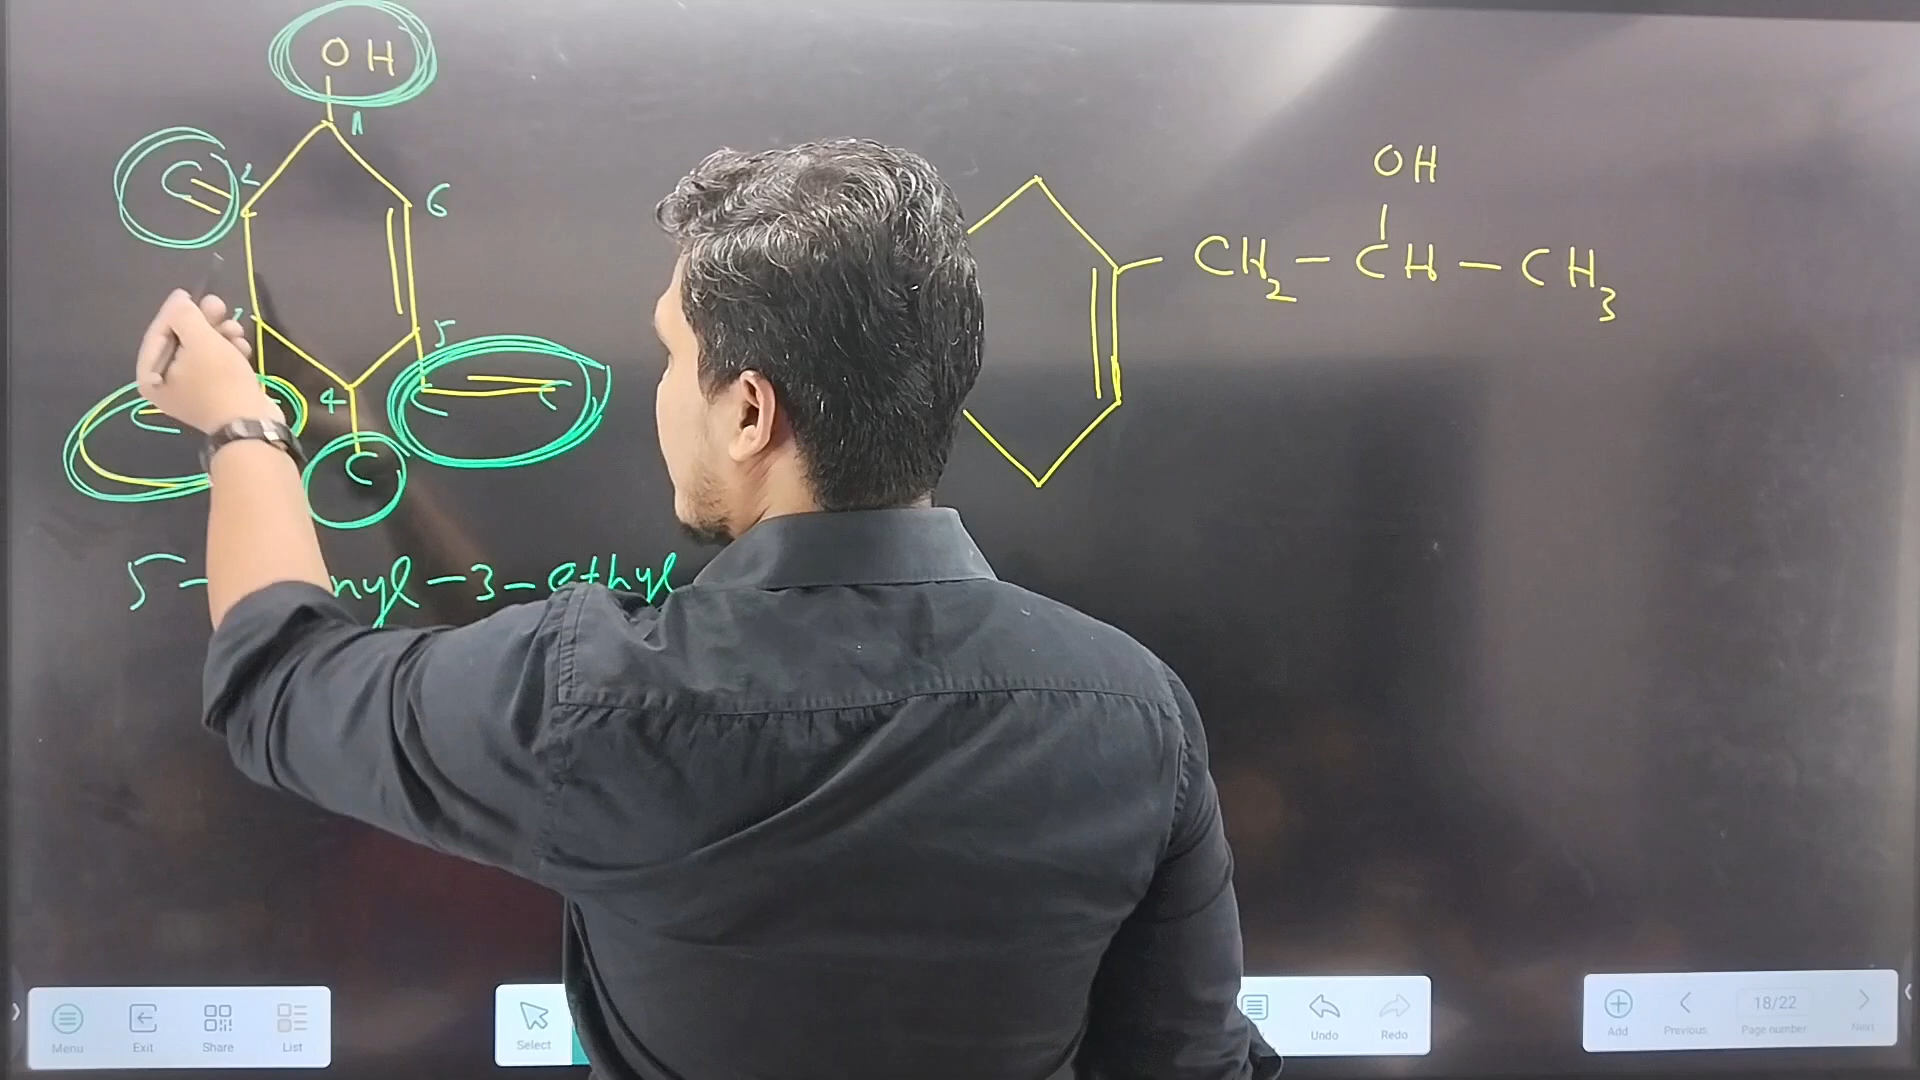 OH
1
C
2
6
3
5
4
C
C
C
C
5-
nyl-3-ethyl
OH
CH2-CH-CH3
Menu
Exit
Share
List
Select
Undo
Redo
Add
Previous
18/22
Page number
Next